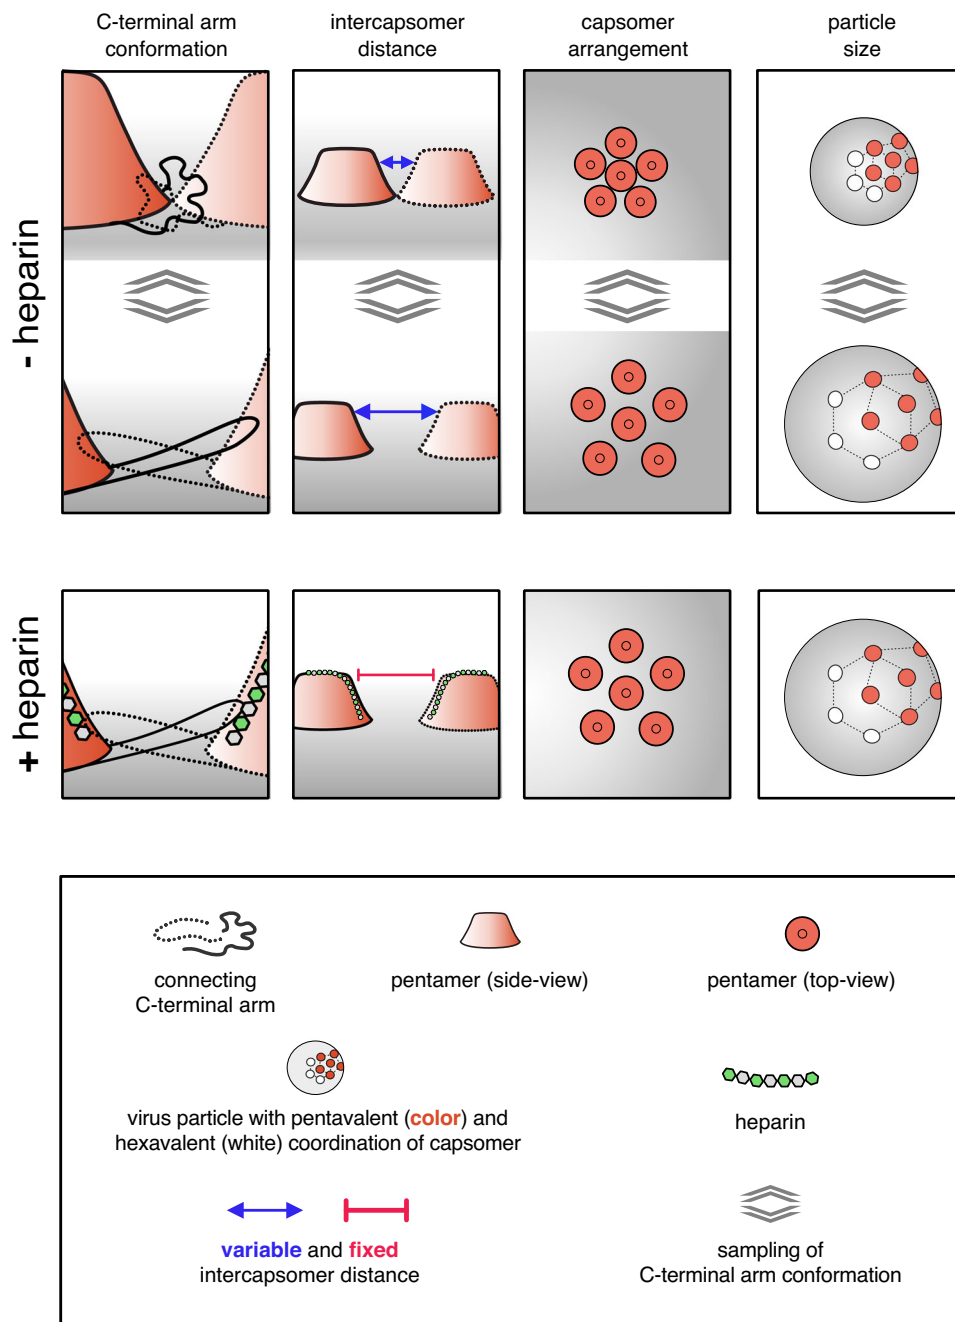 C-terminal arm
conformation
intercapsomer
distance
capsomer
arrangement
particle
size
- heparin
+ heparin
connecting
C-terminal arm
pentamer (side-view)
pentamer (top-view)
virus particle with pentavalent (color) and
hexavalent (white) coordination of capsomer
heparin
variable and fixed
intercapsomer distance
sampling of
C-terminal arm conformation